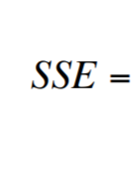 SSE =